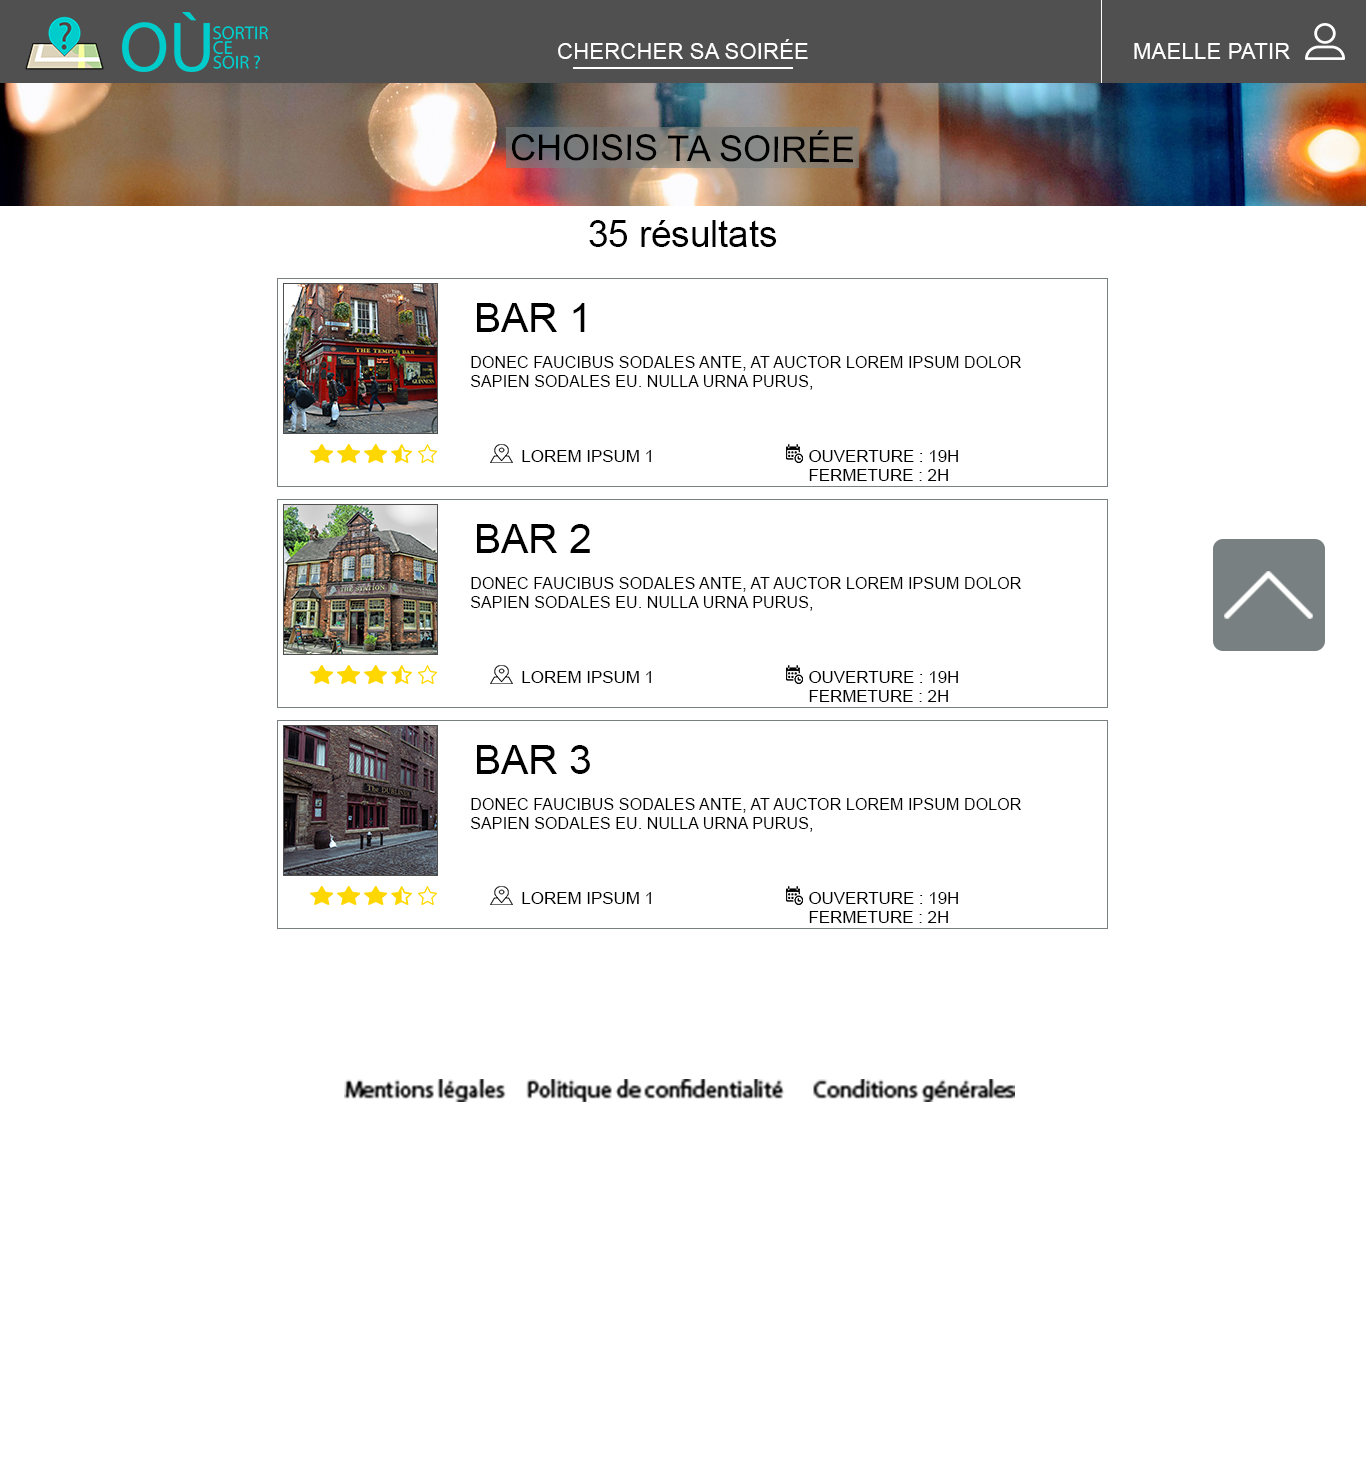 OÙ SORTIR
CE
SOIR ?
CHERCHER SA SOIRÉE
MAELLE PATIR
CHOISIS TA SOIRÉE
35 résultats
THE TEMPLE BAR
GUINNESS
BAR 1
DONEC FAUCIBUS SODALES ANTE, AT AUCTOR LOREM IPSUM DOLOR
SAPIEN SODALES EU. NULLA URNA PURUS,
LOREM IPSUM 1
OUVERTURE : 19H
FERMETURE : 2H
THE STATION
BAR 2
DONEC FAUCIBUS SODALES ANTE, AT AUCTOR LOREM IPSUM DOLOR
SAPIEN SODALES EU. NULLA URNA PURUS,
LOREM IPSUM 1
OUVERTURE : 19H
FERMETURE : 2H
BAR 3
DONEC FAUCIBUS SODALES ANTE, AT AUCTOR LOREM IPSUM DOLOR
SAPIEN SODALES EU. NULLA URNA PURUS,
LOREM IPSUM 1
OUVERTURE : 19H
FERMETURE : 2H
Mentions légales Politique de confidentialité Conditions générales